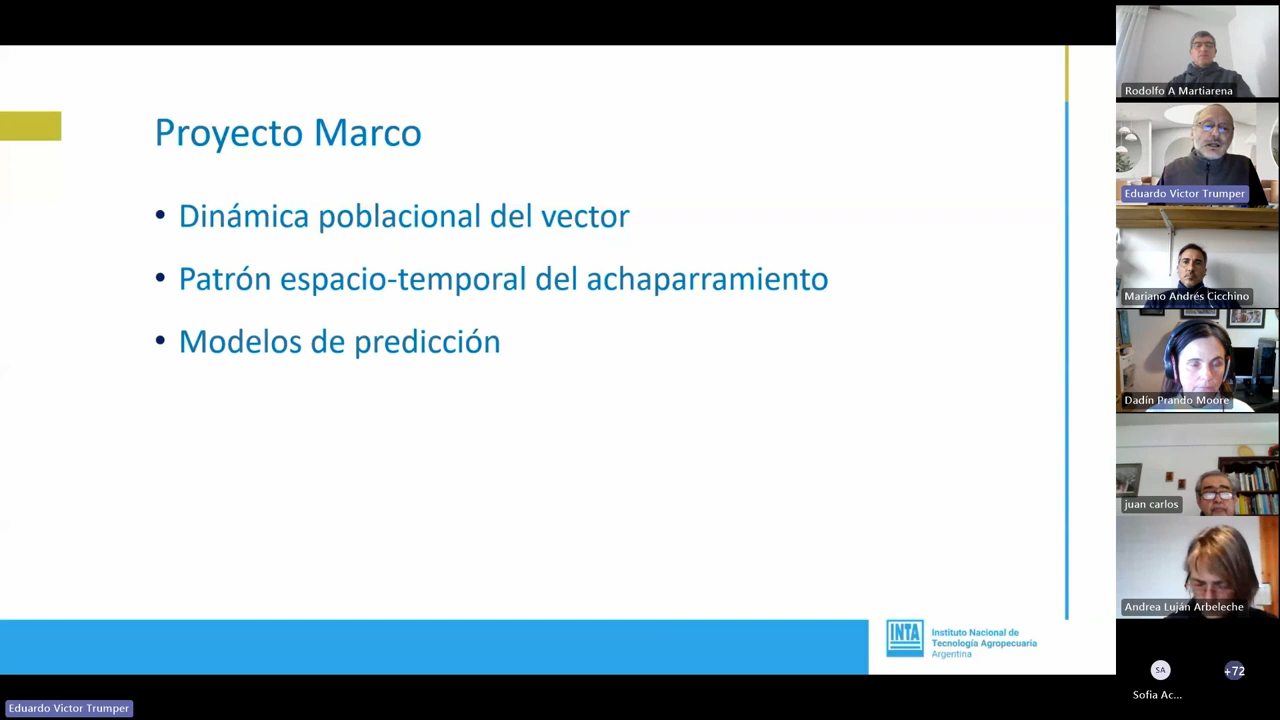 Proyecto Marco
• Dinámica poblacional del vector
• Patrón espacio-temporal del achaparramiento
• Modelos de predicción
INTA
Instituto Nacional de
Tecnología Agropecuaria
Argentina
Eduardo Victor Trumper
Rodolfo A Martiarena
Eduardo Victor Trumper
Mariano Andrés Cicchino
Dadín Prando Moore
juan carlos
Andrea Luján Arbeleche
SA
+72
Sofia Ac...